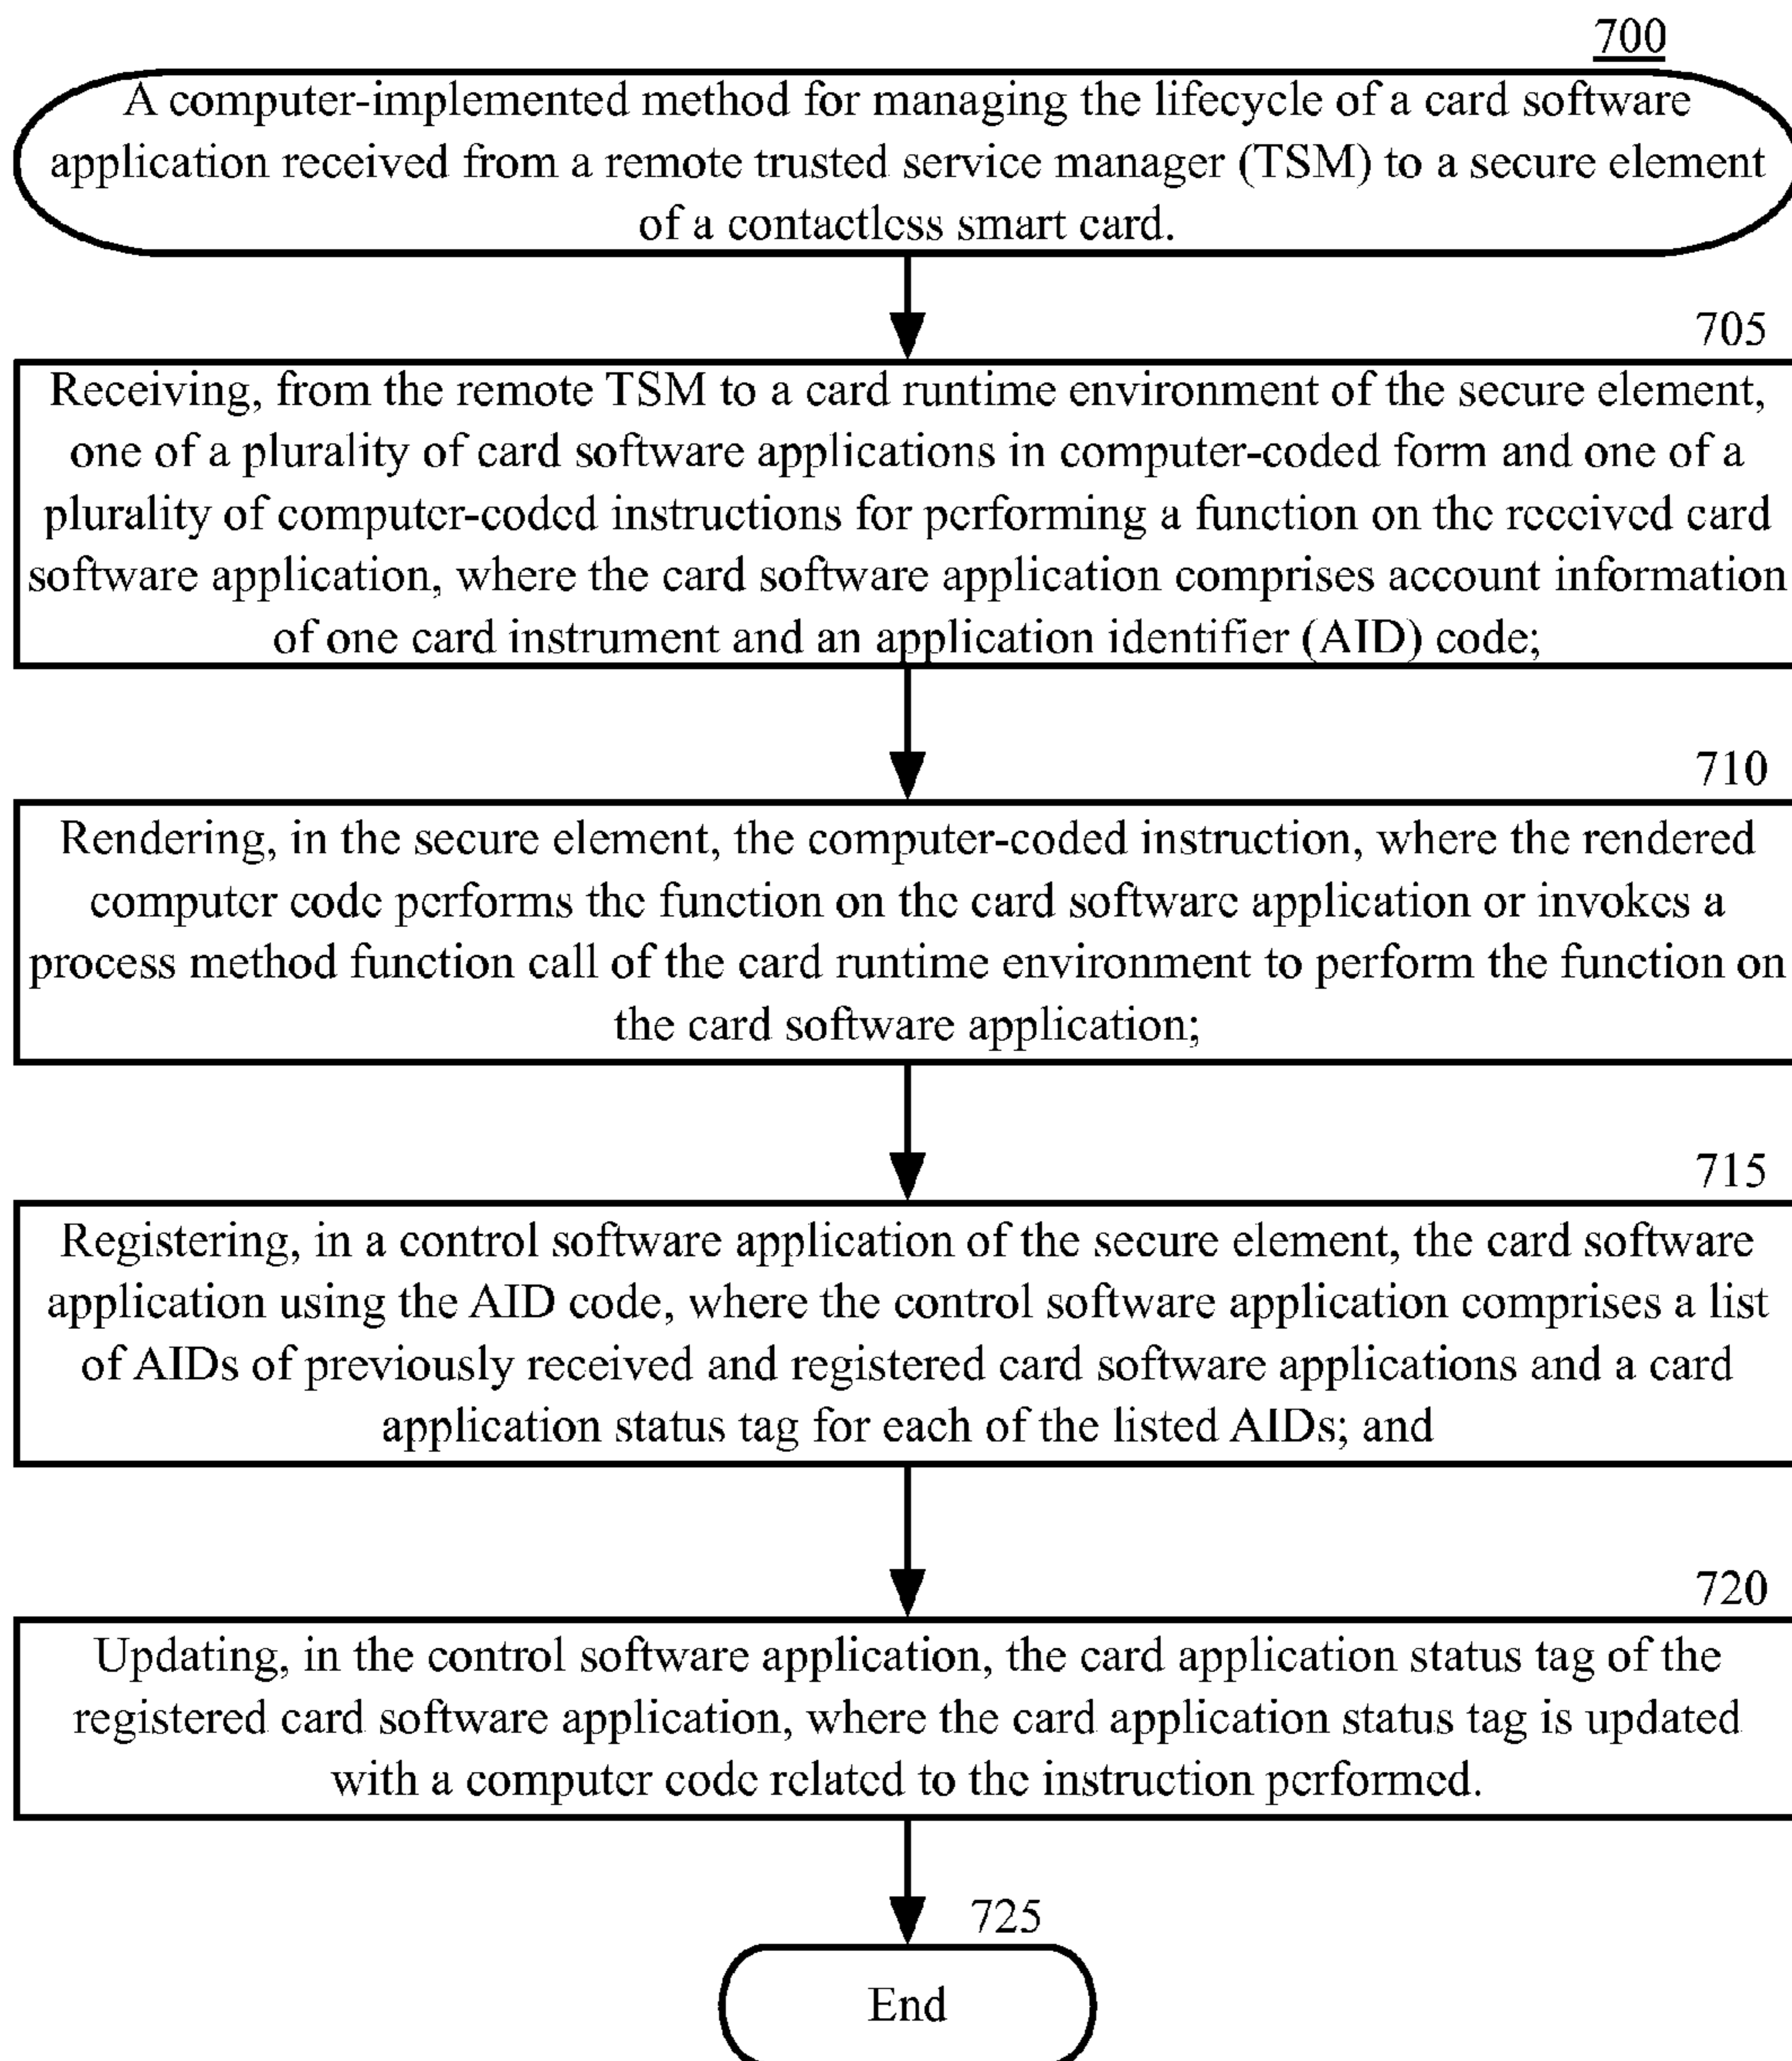 700
A computer-implemented method for managing the lifecycle of a card software
application received from a remote trusted service manager (TSM) to a secure element
of a contactless smart card.
705
Receiving, from the remote TSM to a card runtime environment of the secure element,
one of a plurality of card software applications in computer-coded form and one of a
plurality of computer-coded instructions for performing a function on the received card
software application, where the card software application comprises account information
of one card instrument and an application identifier (AID) code;
710
Rendering, in the secure element, the computer-coded instruction, where the rendered
computer code performs the function on the card software application or invokes a
process method function call of the card runtime environment to perform the function on
the card software application;
715
Registering, in a control software application of the secure element, the card software
application using the AID code, where the control software application comprises a list
of AIDs of previously received and registered card software applications and a card
application status tag for each of the listed AIDs; and
720
Updating, in the control software application, the card application status tag of the
registered card software application, where the card application status tag is updated
with a computer code related to the instruction performed.
725
End